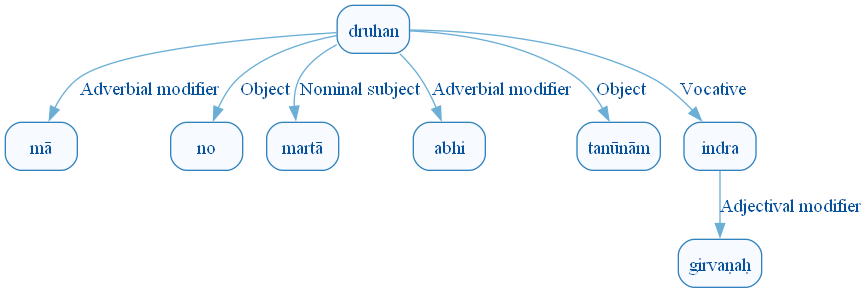 druhan
Adverbial modifier Object Nominal subject Adverbial modifier Object Vocative
mā no martā abhi tanūnām indra
Adjectival modifier
girvaṇaḥ